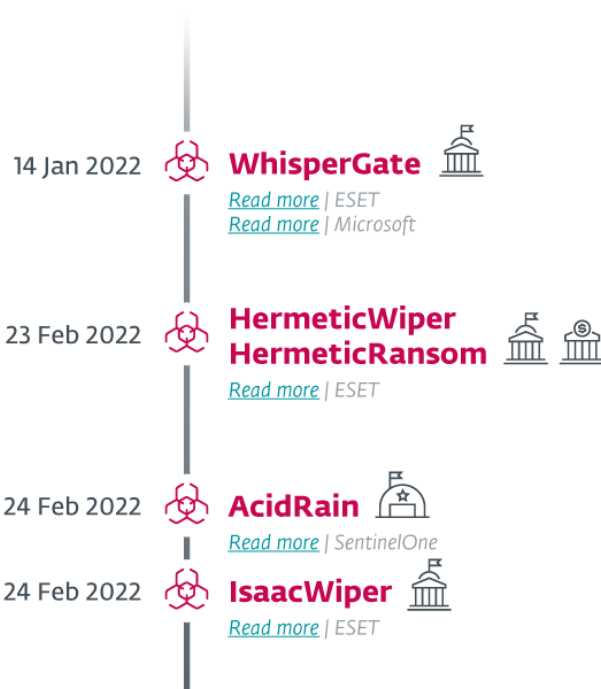 14 Jan 2022 WhisperGate
Read more | ESET
Read more | Microsoft
23 Feb 2022 HermeticWiper
HermeticRansom
Read more | ESET
24 Feb 2022 AcidRain
Read more | SentinelOne
24 Feb 2022 IsaacWiper
Read more | ESET